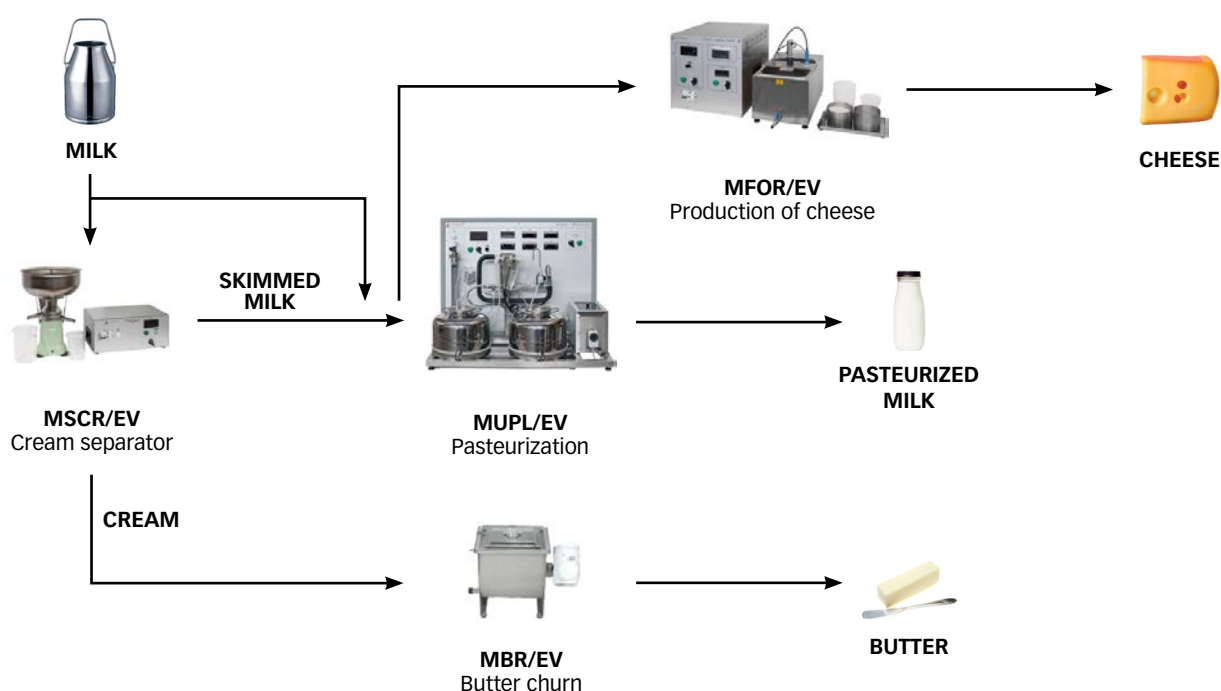 MILK
CHEESE
MFOR/EV
Production of cheese
SKIMMED
MILK
PASTEURIZED
MILK
MSCR/EV
Cream separator
MUPL/EV
Pasteurization
CREAM
BUTTER
MBR/EV
Butter churn